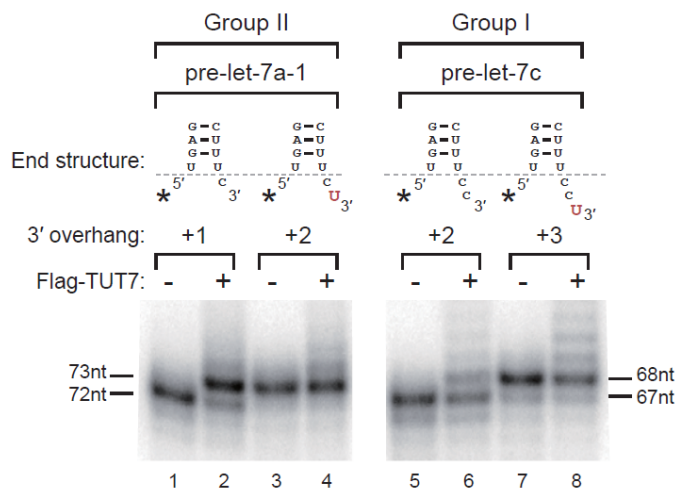 Group II Group I
pre-let-7a-1 pre-let-7c
G C G C G C G C
A U A U A U A U
G U G U G U G U
End structure: U U U U U U U U
* 5′ C 3′ * 5′ C U 3′ * 5′ C C 3′ * 5′ C C U 3′
3′ overhang: +1 +2 +2 +3
Flag-TUT7: - + - + - + - +
73nt 68nt
72nt 67nt
1 2 3 4 5 6 7 8